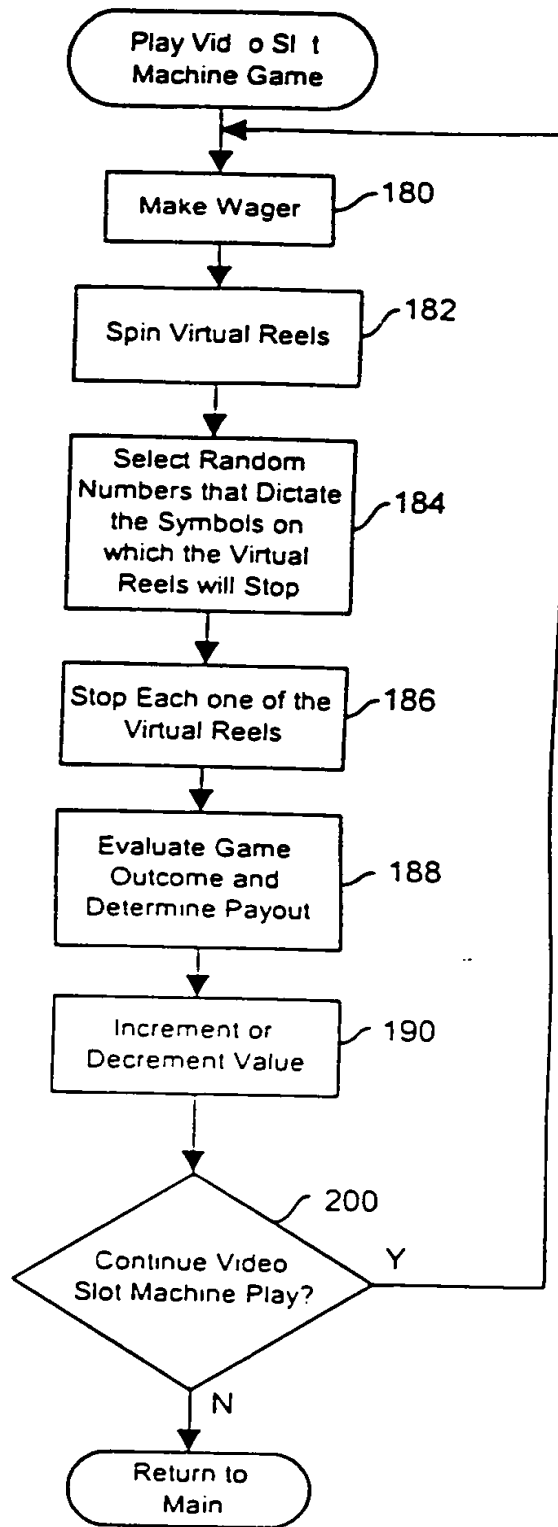 Play Vid o Sl t
Machine Game
Make Wager
180
Spin Virtual Reels
182
Select Random
Numbers that Dictate
the Symbols on
which the Virtual
Reels will Stop
184
Stop Each one of the
Virtual Reels
186
Evaluate Game
Outcome and
Determine Payout
188
Increment or
Decrement Value
190
200
Continue Video
Slot Machine Play?
Y
N
Return to
Main